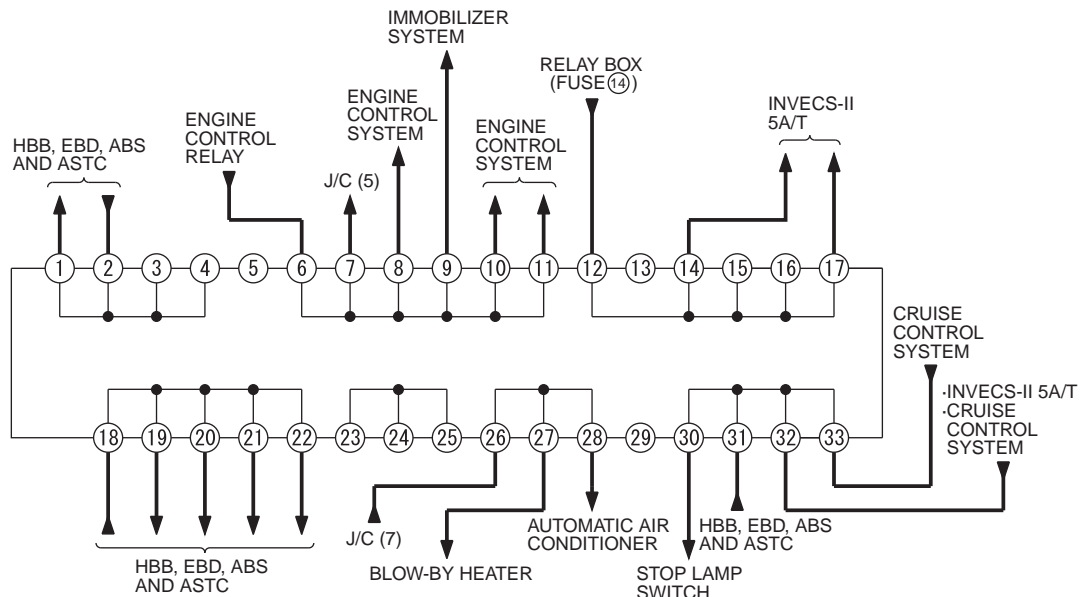 IMMOBILIZER
SYSTEM
RELAY BOX
(FUSE⑭)
ENGINE
CONTROL
SYSTEM
INVECS-II
5A/T
ENGINE
CONTROL
RELAY
ENGINE
CONTROL
SYSTEM
HBB, EBD, ABS
AND ASTC
J/C (5)
1 2 3 4 5 6 7 8 9 10 11 12 13 14 15 16 17
CRUISE
CONTROL
SYSTEM
·INVECS-II 5A/T
·CRUISE
CONTROL
SYSTEM
18 19 20 21 22 23 24 25 26 27 28 29 30 31 32 33
HBB, EBD, ABS
AND ASTC
J/C (7)
BLOW-BY HEATER
AUTOMATIC AIR
CONDITIONER
STOP LAMP
SWITCH
HBB, EBD, ABS
AND ASTC